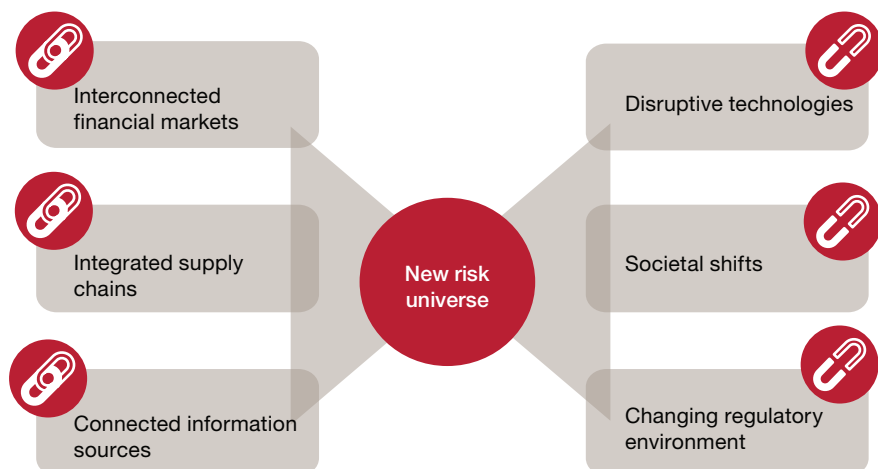 Interconnected
financial markets
Integrated supply
chains
Connected information
sources
New risk
universe
Disruptive technologies
Societal shifts
Changing regulatory
environment